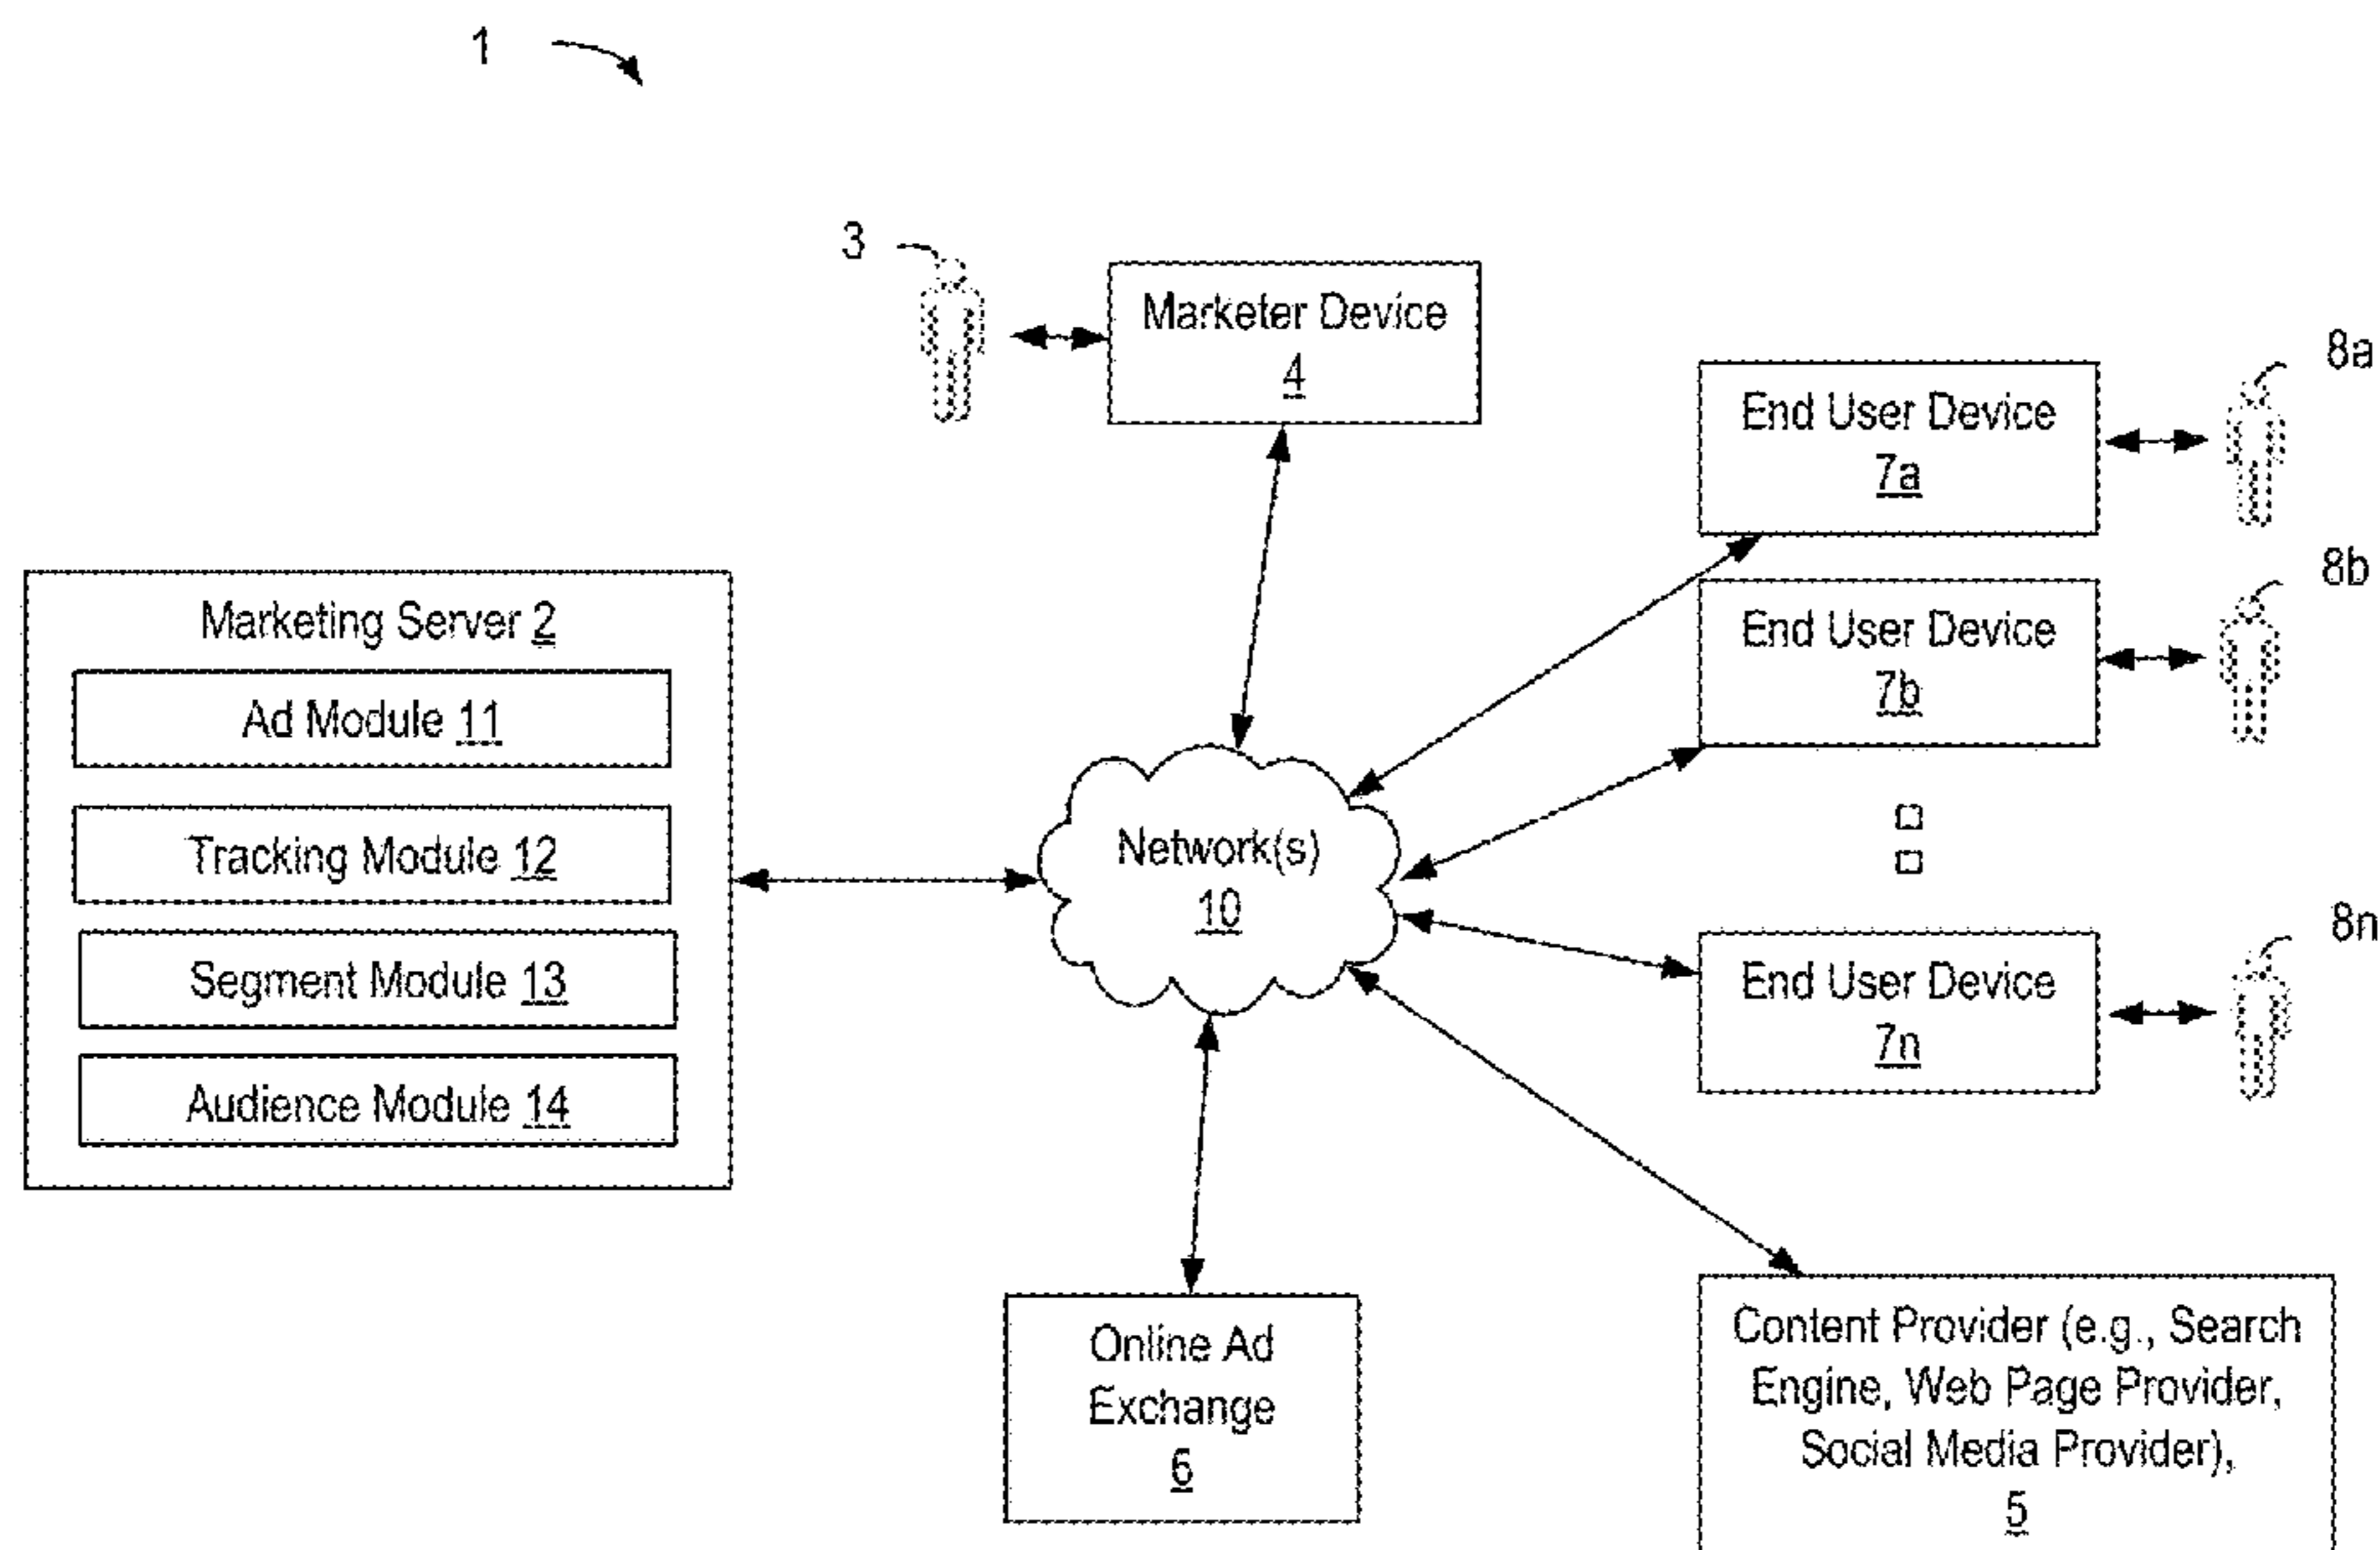 1
3
Marketer Device
4
8a
End User Device
7a
8b
End User Device
7b
Marketing Server 2
Ad Module 11
Tracking Module 12
Segment Module 13
Audience Module 14
Network(s)
10
8n
End User Device
7n
Online Ad
Exchange
6
Content Provider (e.g., Search
Engine, Web Page Provider,
Social Media Provider),
5